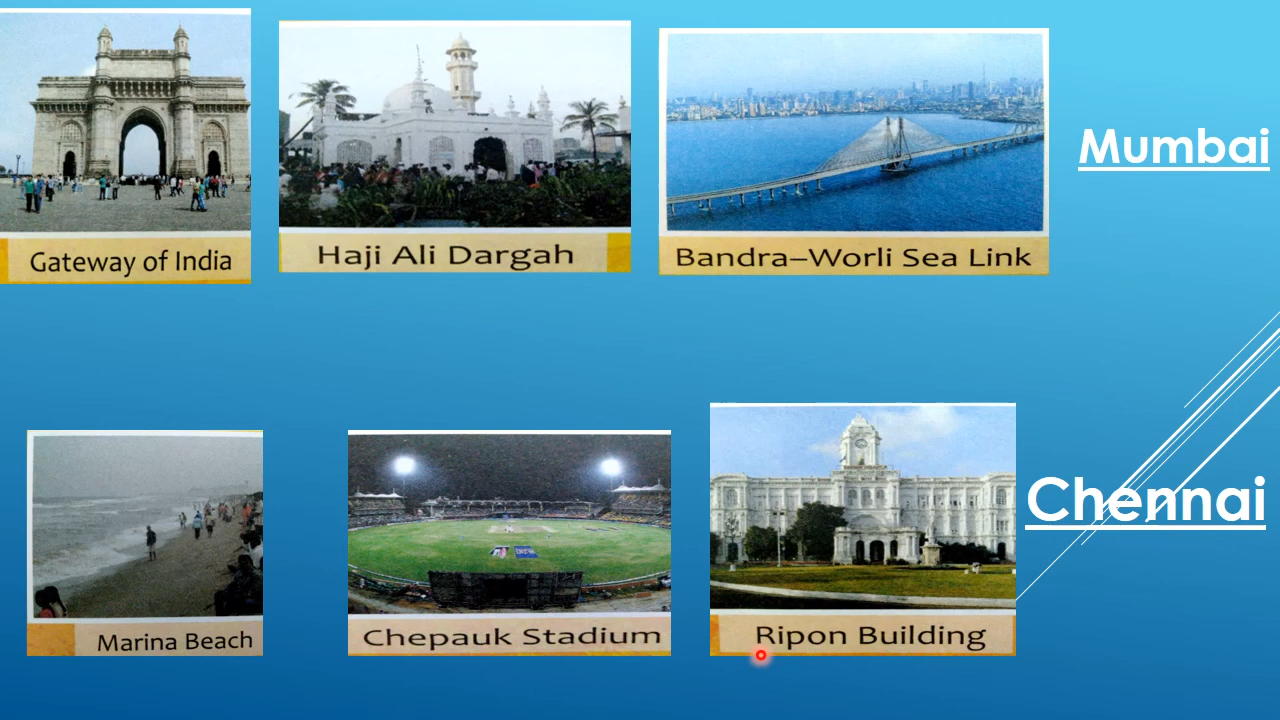 Mumbai
Gateway of India
Haji Ali Dargah
Bandra–Worli Sea Link
Chennai
Marina Beach
Chepauk Stadium
Ripon Building